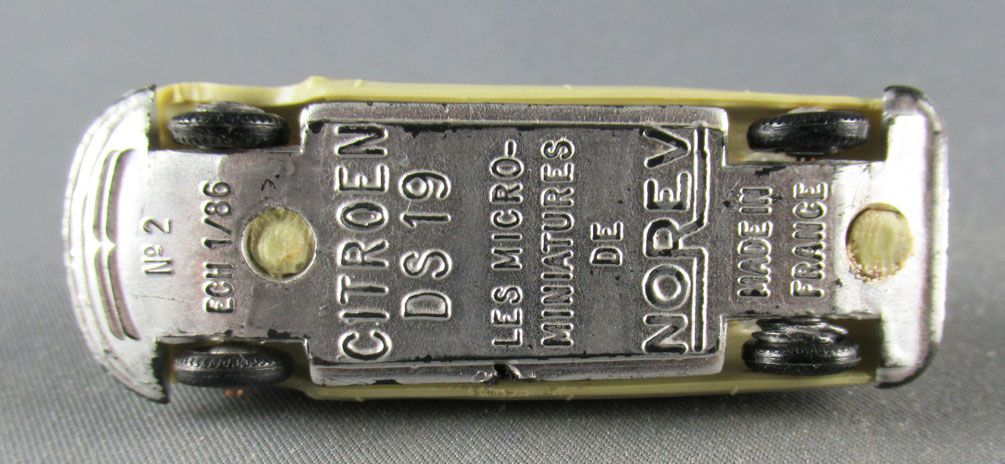 Nº 2
ECH 1/86
CITROEN
DS 19
LES MICRO-
MINIATURES
DE
NOREV
MADE IN
FRANCE